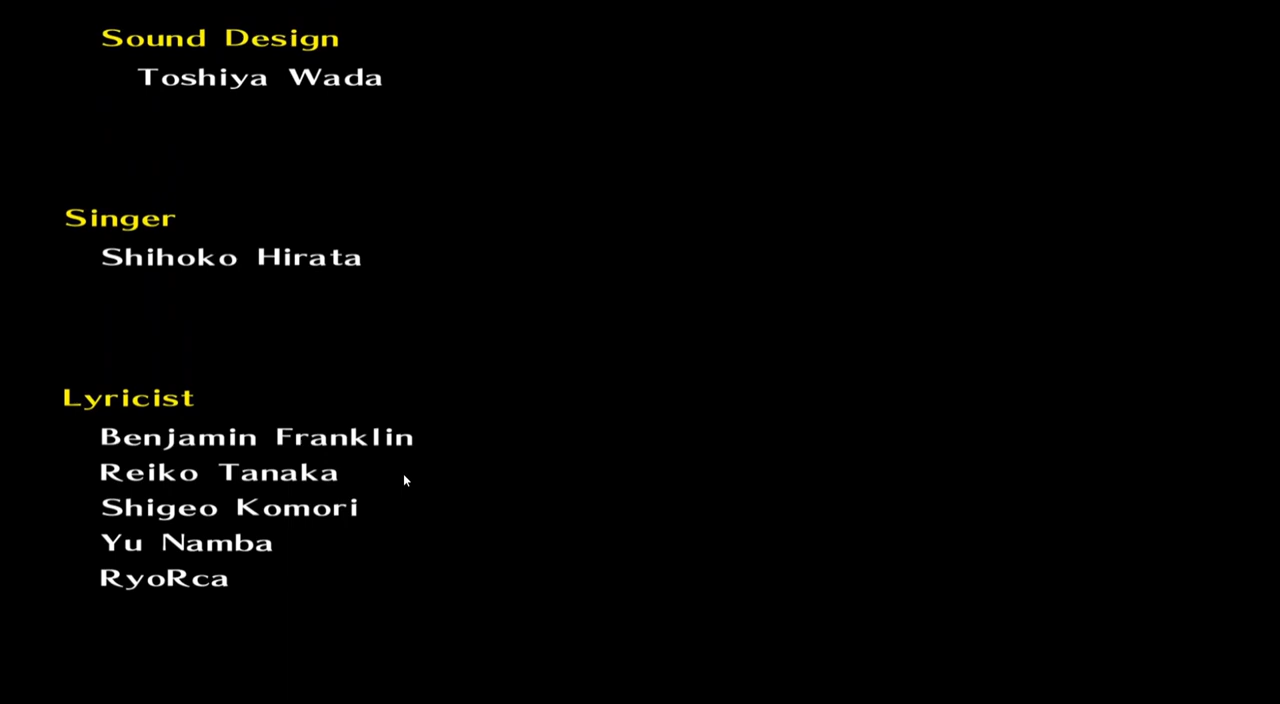 Sound Design
Toshiya Wada
Singer
Shihoko Hirata
Lyricist
Benjamin Franklin
Reiko Tanaka
Shigeo Komori
Yu Namba
RyoRca